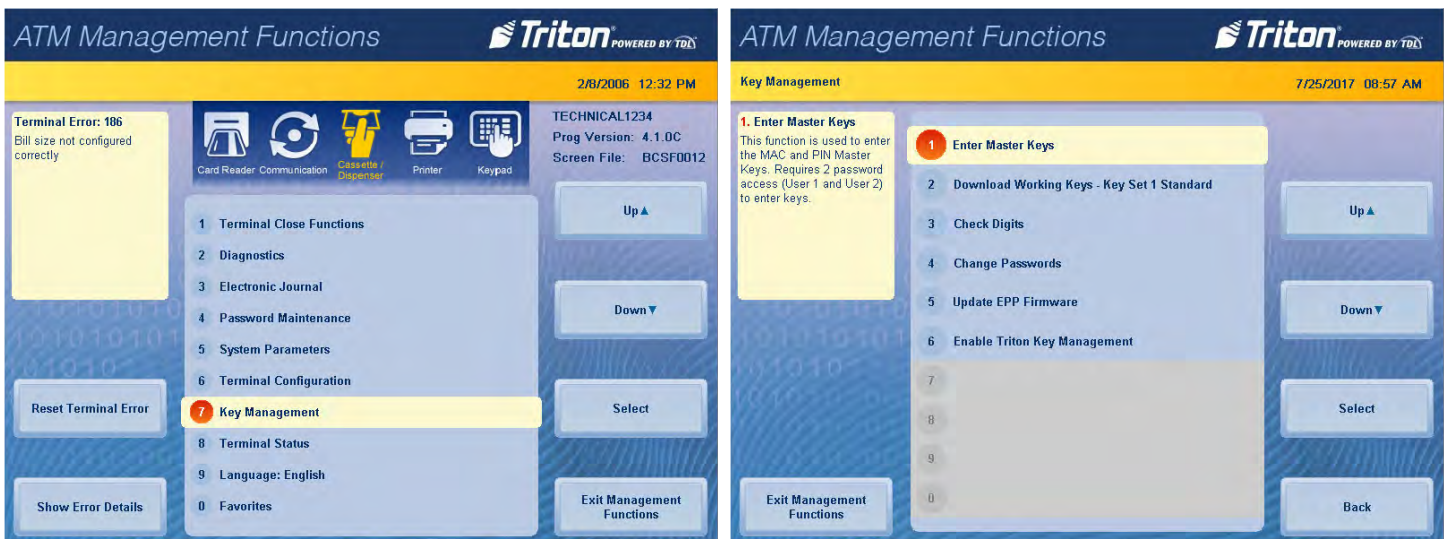 ATM Management Functions
Triton POWERED BY TDL
2/8/2006 12:32 PM
Terminal Error: 186
Bill size not configured
correctly
Card Reader
Communication
Cassette /
Dispenser
Printer
Keypad
TECHNICAL1234
Prog Version: 4.1.0C
Screen File: BCSF0012
1 Terminal Close Functions
2 Diagnostics
3 Electronic Journal
4 Password Maintenance
5 System Parameters
6 Terminal Configuration
7 Key Management
8 Terminal Status
9 Language: English
0 Favorites
Reset Terminal Error
Show Error Details
Up
Down
Select
Exit Management
Functions
ATM Management Functions
Triton POWERED BY TDL
Key Management
7/25/2017 08:57 AM
1. Enter Master Keys
This function is used to enter
the MAC and PIN Master
Keys. Requires 2 password
access (User 1 and User 2)
to enter keys.
1 Enter Master Keys
2 Download Working Keys - Key Set 1 Standard
3 Check Digits
4 Change Passwords
5 Update EPP Firmware
6 Enable Triton Key Management
7
8
9
0
Exit Management
Functions
Up
Down
Select
Back